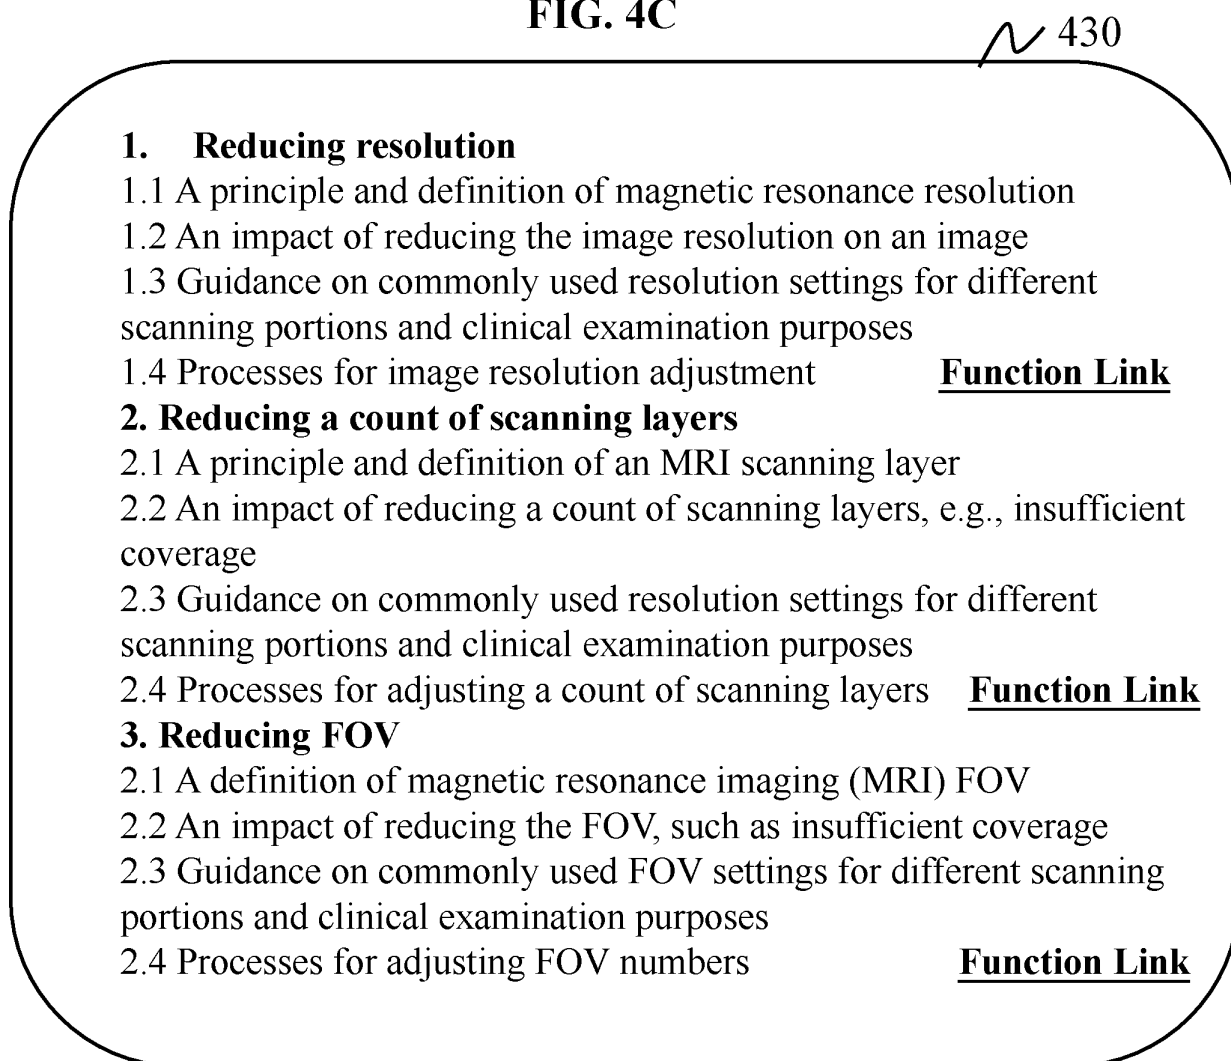 FIG. 4C
430
1. Reducing resolution
1.1 A principle and definition of magnetic resonance resolution
1.2 An impact of reducing the image resolution on an image
1.3 Guidance on commonly used resolution settings for different
scanning portions and clinical examination purposes
1.4 Processes for image resolution adjustment Function Link
2. Reducing a count of scanning layers
2.1 A principle and definition of an MRI scanning layer
2.2 An impact of reducing a count of scanning layers, e.g., insufficient
coverage
2.3 Guidance on commonly used resolution settings for different
scanning portions and clinical examination purposes
2.4 Processes for adjusting a count of scanning layers Function Link
3. Reducing FOV
2.1 A definition of magnetic resonance imaging (MRI) FOV
2.2 An impact of reducing the FOV, such as insufficient coverage
2.3 Guidance on commonly used FOV settings for different scanning
portions and clinical examination purposes
2.4 Processes for adjusting FOV numbers Function Link